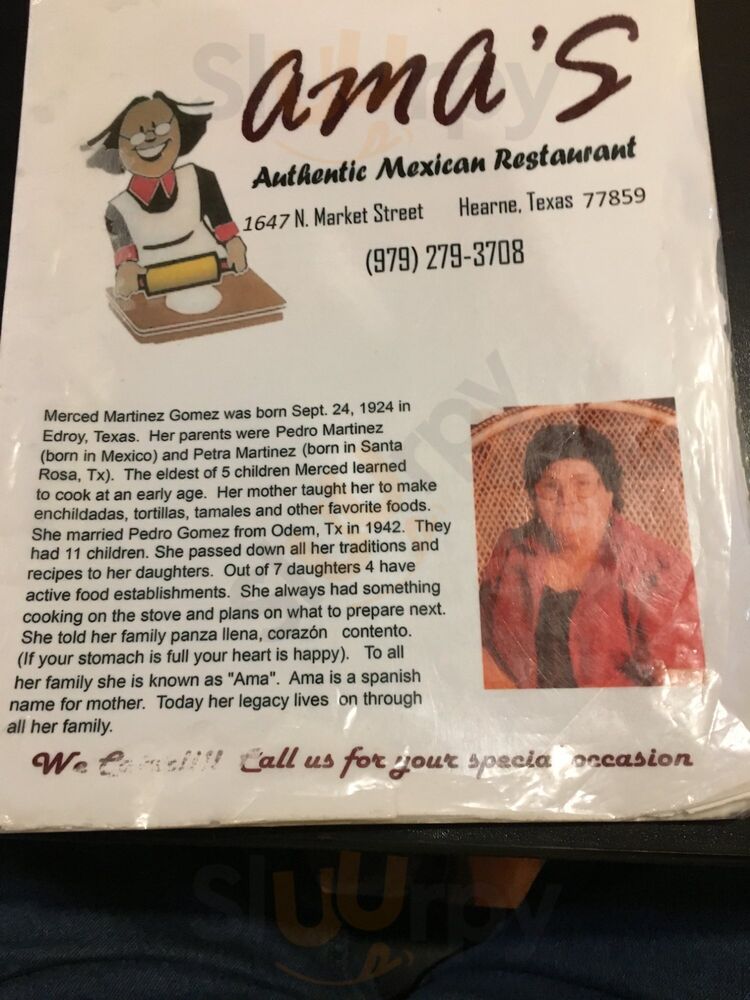 ama's
Authentic Mexican Restaurant
1647 N. Market Street Hearne, Texas 77859
(979) 279-3708
Merced Martinez Gomez was born Sept. 24, 1924 in
Edroy, Texas. Her parents were Pedro Martinez
(born in Mexico) and Petra Martinez (born in Santa
Rosa, Tx). The eldest of 5 children Merced learned
to cook at an early age. Her mother taught her to make
enchildadas, tortillas, tamales and other favorite foods.
She married Pedro Gomez from Odem, Tx in 1942. They
had 11 children. She passed down all her traditions and
recipes to her daughters. Out of 7 daughters 4 have
active food establishments. She always had something
cooking on the stove and plans on what to prepare next.
She told her family panza llena, corazón contento.
(If your stomach is full your heart is happy). To all
her family she is known as "Ama". Ama is a spanish
name for mother. Today her legacy lives on through
all her family.
We Call us for your special occasion
Sluurpy
Sluurpy
Sluurpy